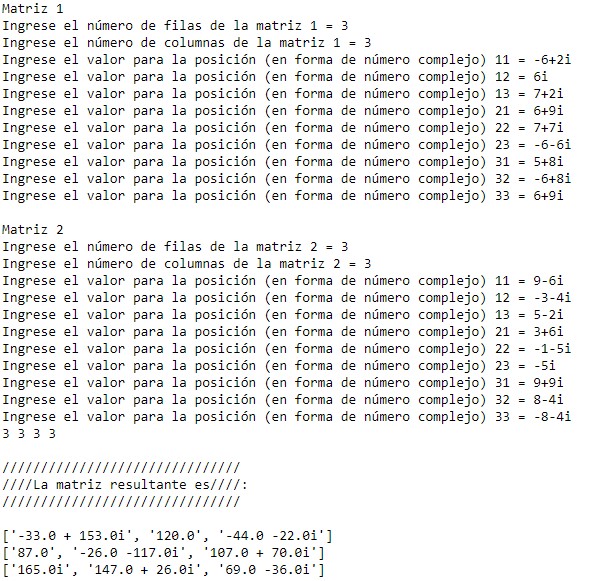 Matriz 1
Ingrese el número de filas de la matriz 1 = 3
Ingrese el número de columnas de la matriz 1 = 3
Ingrese el valor para la posición (en forma de número complejo) 11 = -6+2i
Ingrese el valor para la posición (en forma de número complejo) 12 = 6i
Ingrese el valor para la posición (en forma de número complejo) 13 = 7+2i
Ingrese el valor para la posición (en forma de número complejo) 21 = 6+9i
Ingrese el valor para la posición (en forma de número complejo) 22 = 7+7i
Ingrese el valor para la posición (en forma de número complejo) 23 = -6-6i
Ingrese el valor para la posición (en forma de número complejo) 31 = 5+8i
Ingrese el valor para la posición (en forma de número complejo) 32 = -6+8i
Ingrese el valor para la posición (en forma de número complejo) 33 = 6+9i
Matriz 2
Ingrese el número de filas de la matriz 2 = 3
Ingrese el número de columnas de la matriz 2 = 3
Ingrese el valor para la posición (en forma de número complejo) 11 = 9-6i
Ingrese el valor para la posición (en forma de número complejo) 12 = -3-4i
Ingrese el valor para la posición (en forma de número complejo) 13 = 5-2i
Ingrese el valor para la posición (en forma de número complejo) 21 = 3+6i
Ingrese el valor para la posición (en forma de número complejo) 22 = -1-5i
Ingrese el valor para la posición (en forma de número complejo) 23 = -5i
Ingrese el valor para la posición (en forma de número complejo) 31 = 9+9i
Ingrese el valor para la posición (en forma de número complejo) 32 = 8-4i
Ingrese el valor para la posición (en forma de número complejo) 33 = -8-4i
3 3 3 3
///////////////////////////////
////La matriz resultante es////:
///////////////////////////////
['-33.0 + 153.0i', '120.0', '-44.0 -22.0i']
['87.0', '-26.0 -117.0i', '107.0 + 70.0i']
['165.0i', '147.0 + 26.0i', '69.0 -36.0i']